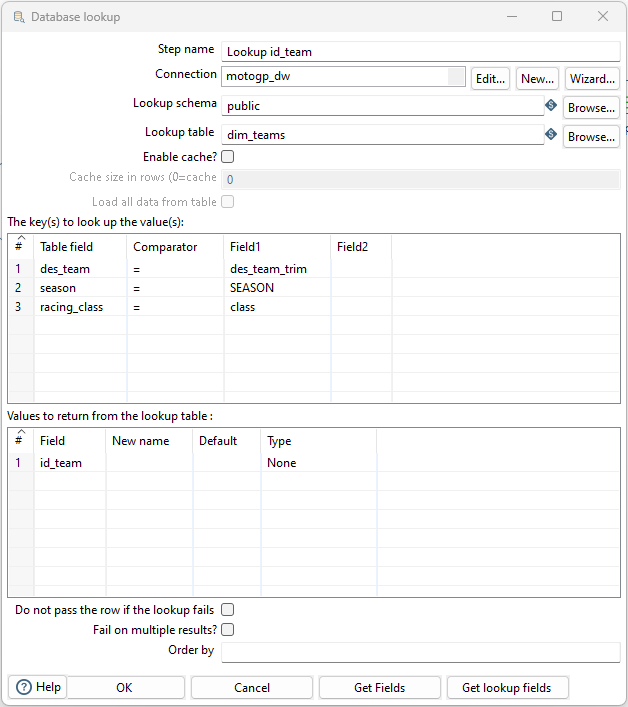 Database lookup
Step name Lookup id_team
Connection motogp_dw Edit... New... Wizard...
Lookup schema public Browse...
Lookup table dim_teams Browse...
Enable cache?
Cache size in rows (0=cache 0
Load all data from table
The key(s) to look up the value(s):
# Table field Comparator Field1 Field2
1 des_team = des_team_trim
2 season = SEASON
3 racing_class = class
Values to return from the lookup table :
# Field New name Default Type
1 id_team None
Do not pass the row if the lookup fails
Fail on multiple results?
Order by
Help OK Cancel Get Fields Get lookup fields